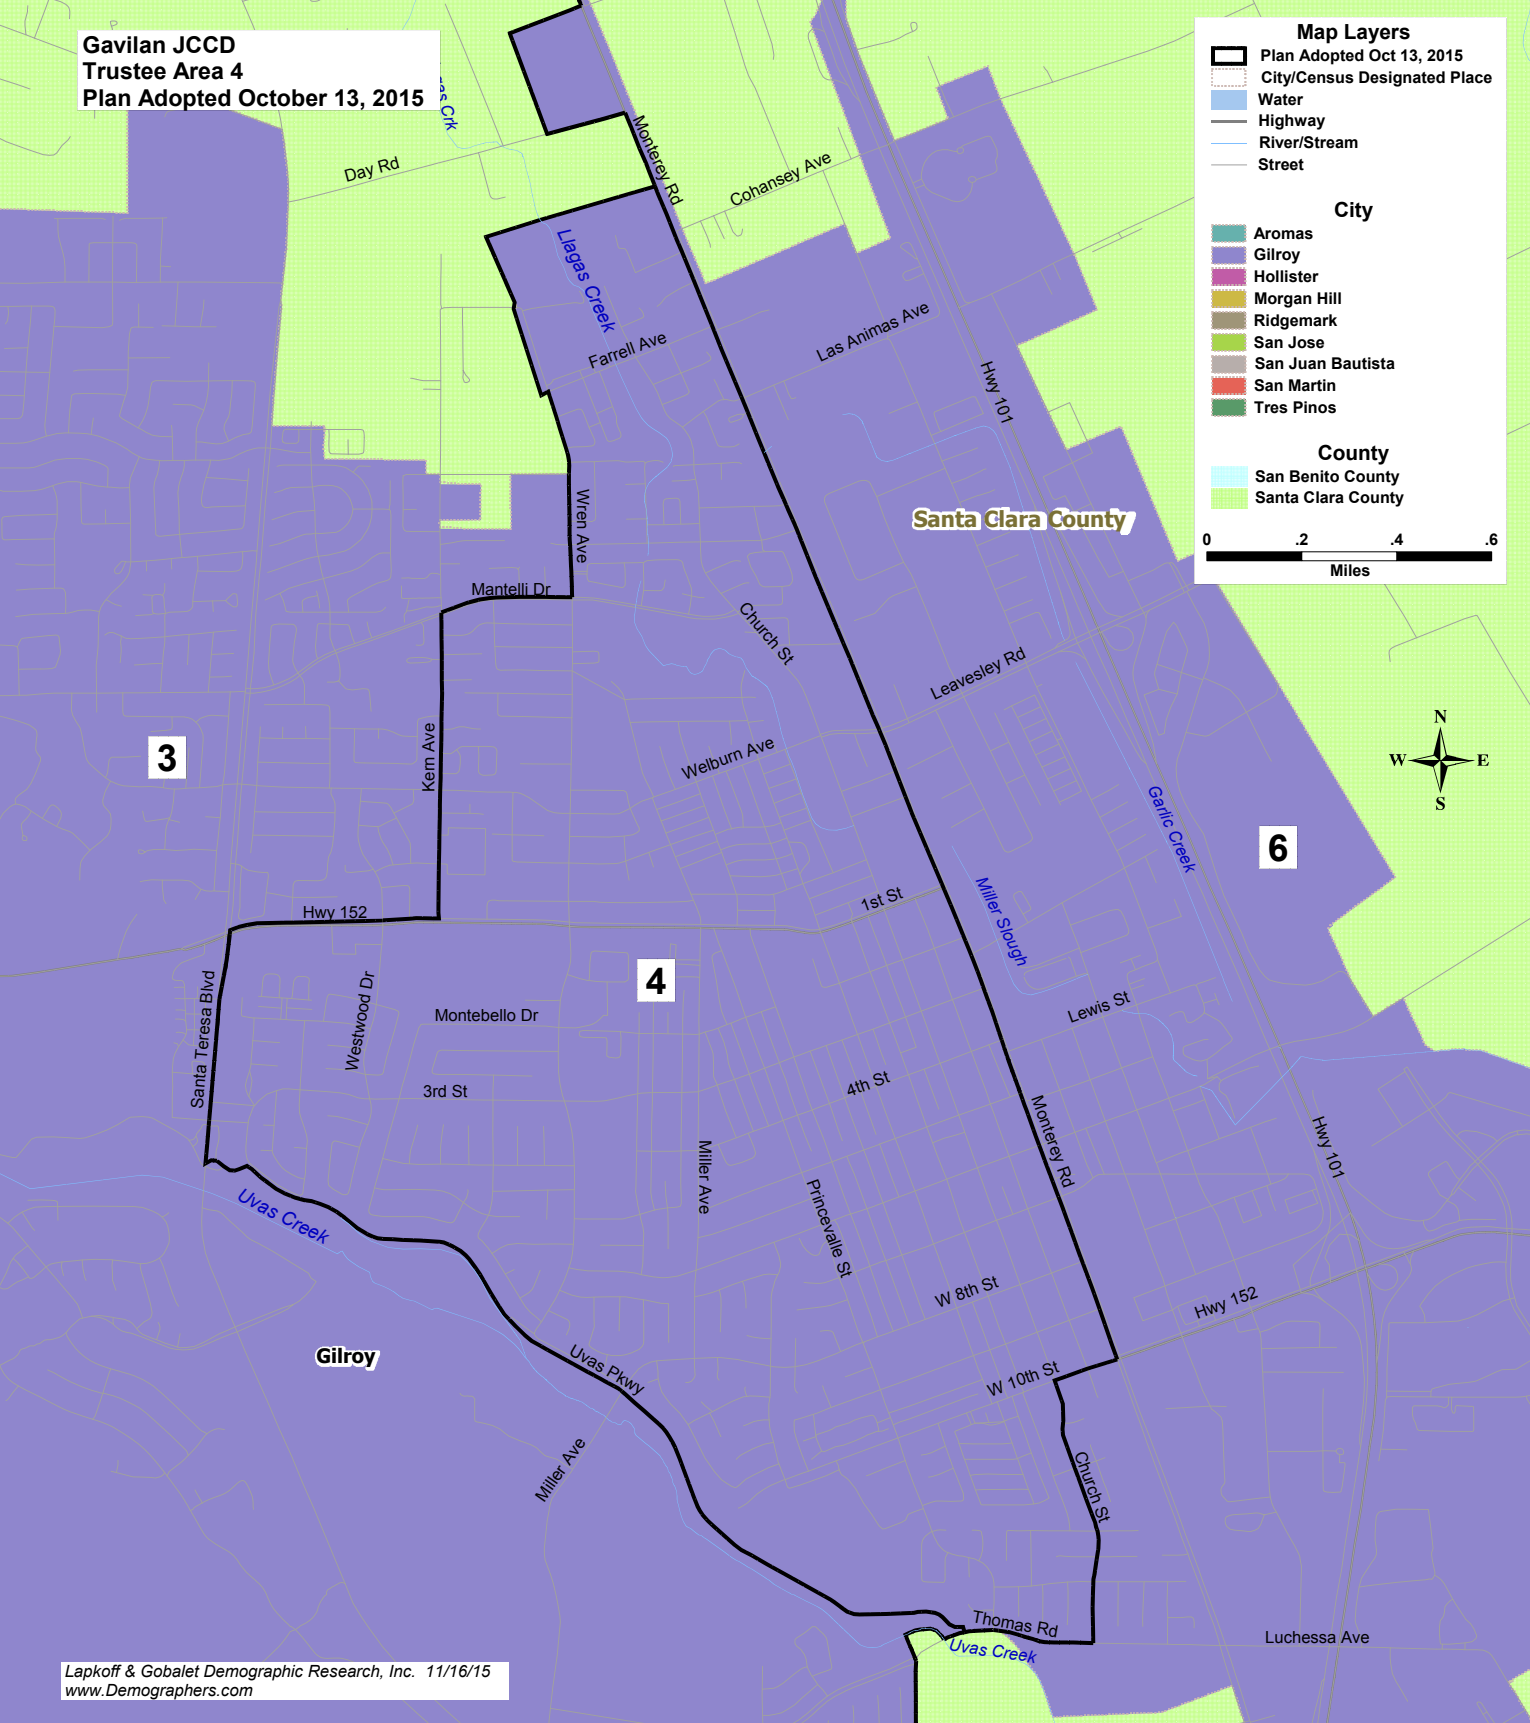 Gavilan JCCD
Trustee Area 4
Plan Adopted October 13, 2015
Map Layers
Plan Adopted Oct 13, 2015
City/Census Designated Place
Water
Highway
River/Stream
Street
City
Aromas
Gilroy
Hollister
Morgan Hill
Ridgemark
San Jose
San Juan Bautista
San Martin
Tres Pinos
County
San Benito County
Santa Clara County
0 .2 .4 .6
Miles
Crk
Day Rd
Monterey Rd
Cohansey Ave
Llagas Creek
Farrell Ave
Las Animas Ave
Hwy 101
Wren Ave
Santa Clara County
Mantelli Dr
Church St
Leavesley Rd
N
W E
S
3
Kern Ave
Welburn Ave
Garlic Creek
6
Hwy 152
1st St
Miller Slough
4
Santa Teresa Blvd
Westwood Dr
Montebello Dr
Lewis St
3rd St
4th St
Monterey Rd
Hwy 101
Miller Ave
Princevalle St
Uvas Creek
W 8th St
Hwy 152
Gilroy
Uvas Pkwy
W 10th St
Miller Ave
Church St
Thomas Rd
Luchessa Ave
Uvas Creek
Lapkoff & Gobalet Demographic Research, Inc. 11/16/15
www.Demographers.com